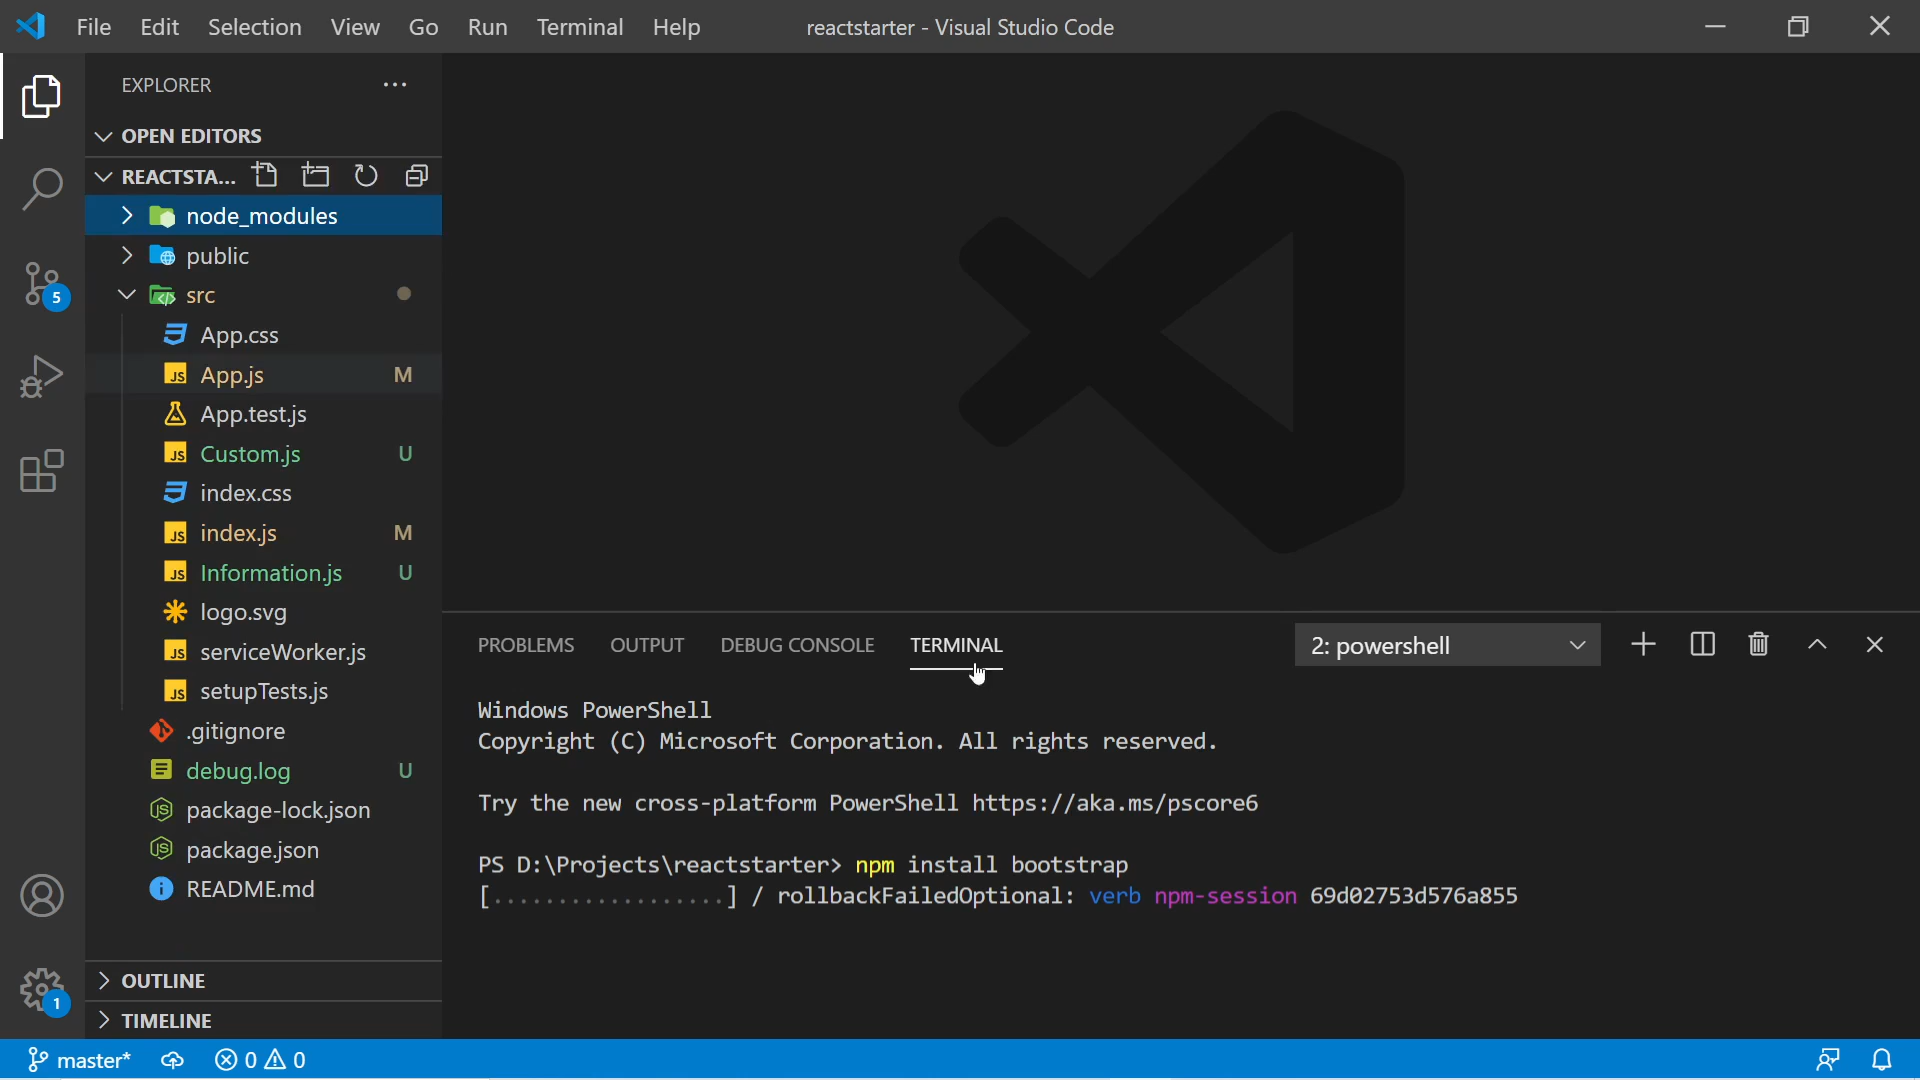 File Edit Selection View Go Run Terminal Help reactstarter - Visual Studio Code
EXPLORER
OPEN EDITORS
REACTSTA...
node_modules
public
src
App.css
App.js M
App.test.js
Custom.js U
index.css
index.js M
Information.js U
logo.svg
serviceWorker.js
setupTests.js
.gitignore
debug.log U
package-lock.json
package.json
README.md
OUTLINE
TIMELINE
5
1
PROBLEMS OUTPUT DEBUG CONSOLE TERMINAL 2: powershell
Windows PowerShell
Copyright (C) Microsoft Corporation. All rights reserved.
Try the new cross-platform PowerShell https://aka.ms/pscore6
PS D:\Projects\reactstarter> npm install bootstrap
[..................] / rollbackFailedOptional: verb npm-session 69d02753d576a855
master* 0 0